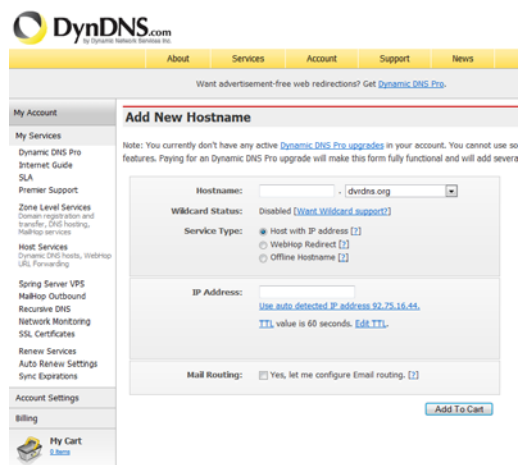 DynDNS.com
by Dynamic Network Services Inc.
About Services Account Support News
Want advertisement-free web redirections? Get Dynamic DNS Pro.
My Account
My Services
Dynamic DNS Pro
Internet Guide
SLA
Premier Support
Zone Level Services
Domain registration and
transfer, DNS hosting,
MailHop services
Host Services
Dynamic DNS hosts, WebHop
URL Forwarding
Spring Server VPS
MailHop Outbound
Recursive DNS
Network Monitoring
SSL Certificates
Renew Services
Auto Renew Settings
Sync Expirations
Account Settings
Billing
My Cart
0 items
Add New Hostname
Note: You currently don't have any active Dynamic DNS Pro upgrades in your account. You cannot use so
features. Paying for an Dynamic DNS Pro upgrade will make this form fully functional and will add severa
Hostname: . dvrdns.org
Wildcard Status: Disabled [Want Wildcard support?]
Service Type: Host with IP address [?]
WebHop Redirect [?]
Offline Hostname [?]
IP Address:
Use auto detected IP address 92.75.16.44.
TTL value is 60 seconds. Edit TTL.
Mail Routing: Yes, let me configure Email routing. [?]
Add To Cart